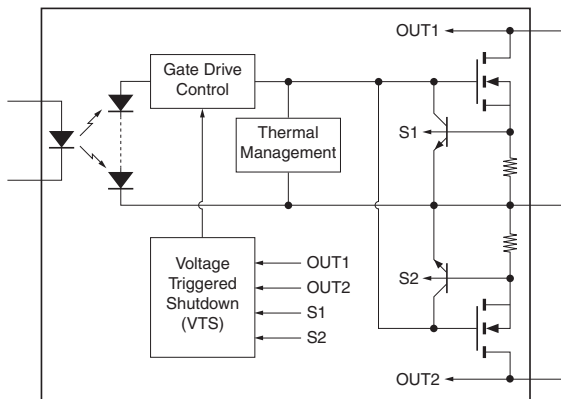 OUT1
Gate Drive
Control
Thermal
Management
S1
Voltage
Triggered
Shutdown
(VTS)
OUT1
OUT2
S1
S2
S2
OUT2